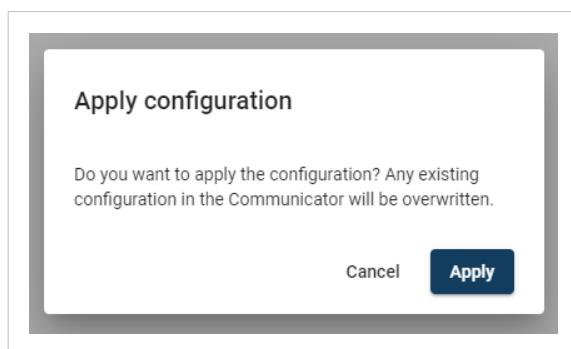 Apply configuration
Do you want to apply the configuration? Any existing
configuration in the Communicator will be overwritten.
Cancel
Apply